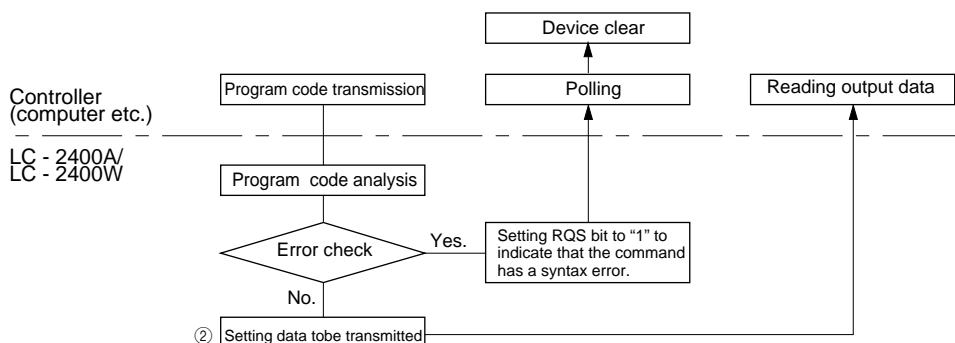 Device clear
Program code transmission
Polling
Reading output data
Controller
(computer etc.)
LC - 2400A/
LC - 2400W
Program code analysis
Error check
Yes.
Setting RQS bit to “1” to
indicate that the command
has a syntax error.
No.
② Setting data tobe transmitted